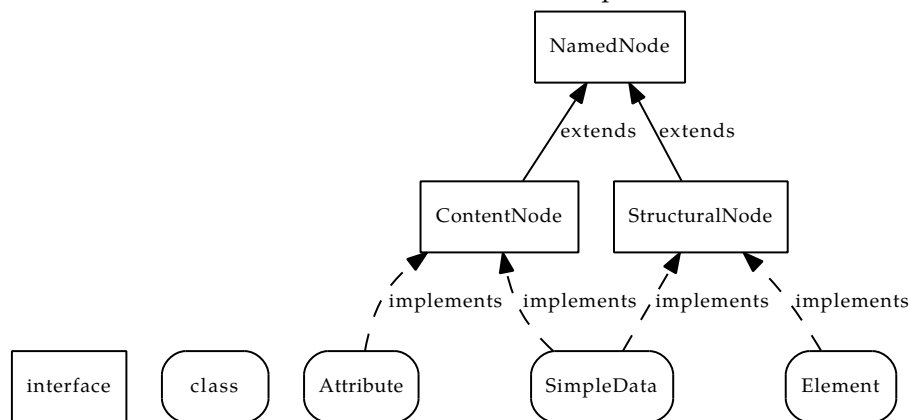 NamedNode
extends extends
ContentNode StructuralNode
implements implements implements implements
interface class Attribute SimpleData Element